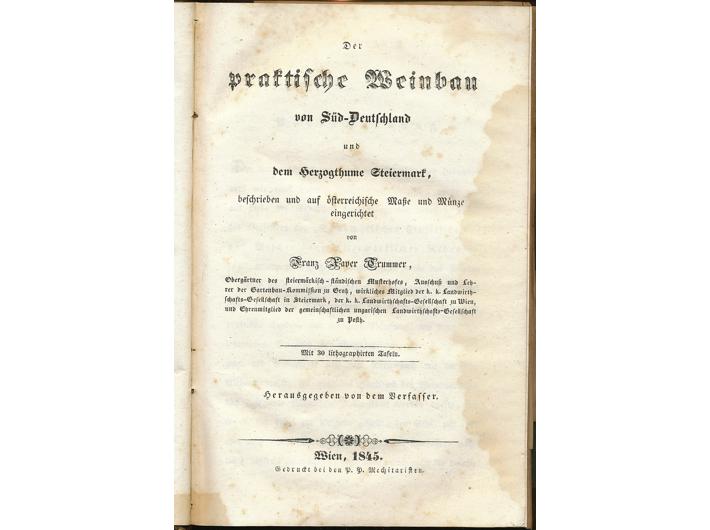 Der
praktische Weinbau
von Süd-Deutschland
und
dem Herzogthume Steiermark,
beschrieben und auf österreichische Maße und Münze
eingerichtet
von
Franz Xaver Trummer,
Obergärtner des steiermärkisch-ständischen Musterhofes, Ausschuß und Leh-
rer der Gartenbau-Kommission zu Gratz, wirkliches Mitglied der k. k. Landwirth-
schafts-Gesellschaft in Steiermark, der k. k. Landwirthschafts-Gesellschaft zu Wien,
und Ehrenmitglied der gemeinschaftlichen ungarischen Landwirthschafts-Gesellschaft
zu Pesth.
Mit 30 lithographirten Tafeln.
Herausgegeben von dem Verfasser.
Wien, 1845.
Gedruckt bei den P. P. Mechitaristen.